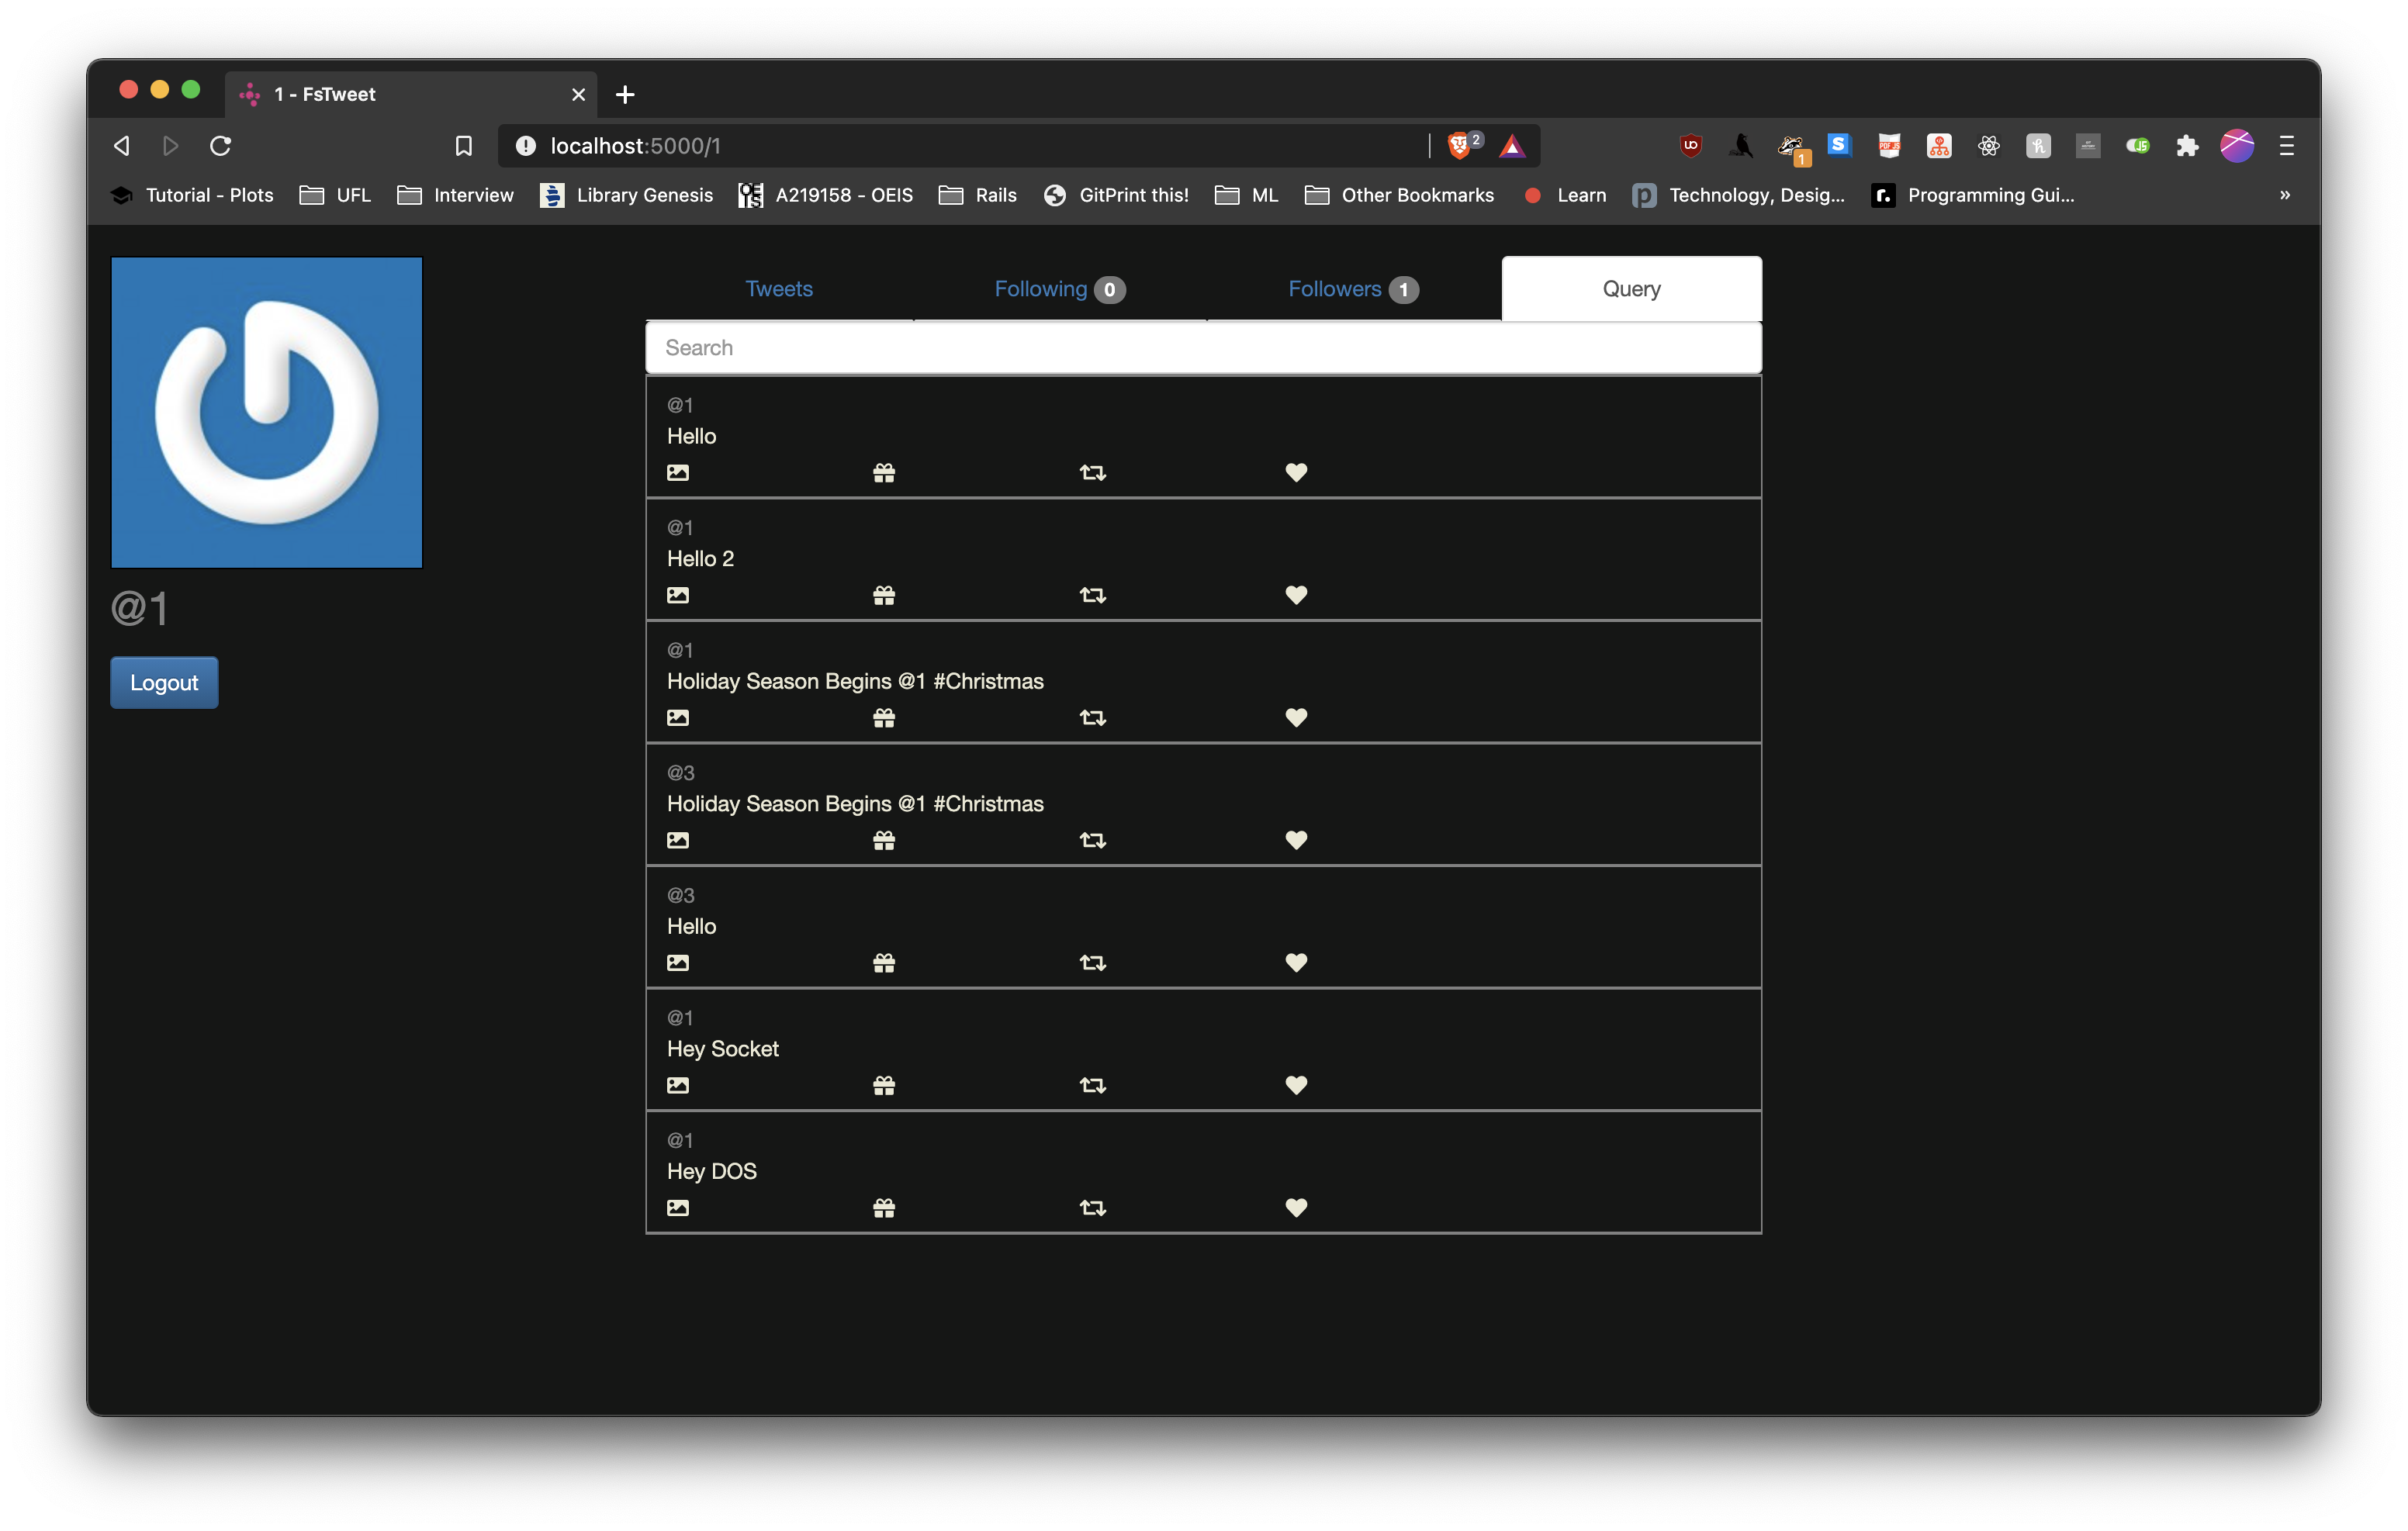 1 - FsTweet
localhost:5000/1
2
1
Tutorial - Plots UFL Interview Library Genesis A219158 - OEIS Rails GitPrint this! ML Other Bookmarks Learn Technology, Desig... Programming Gui... »
Tweets Following 0 Followers 1 Query
Search
@1
Hello
@1
Hello 2
@1
Holiday Season Begins @1 #Christmas
@3
Holiday Season Begins @1 #Christmas
@3
Hello
@1
Hey Socket
@1
Hey DOS
@1
Logout